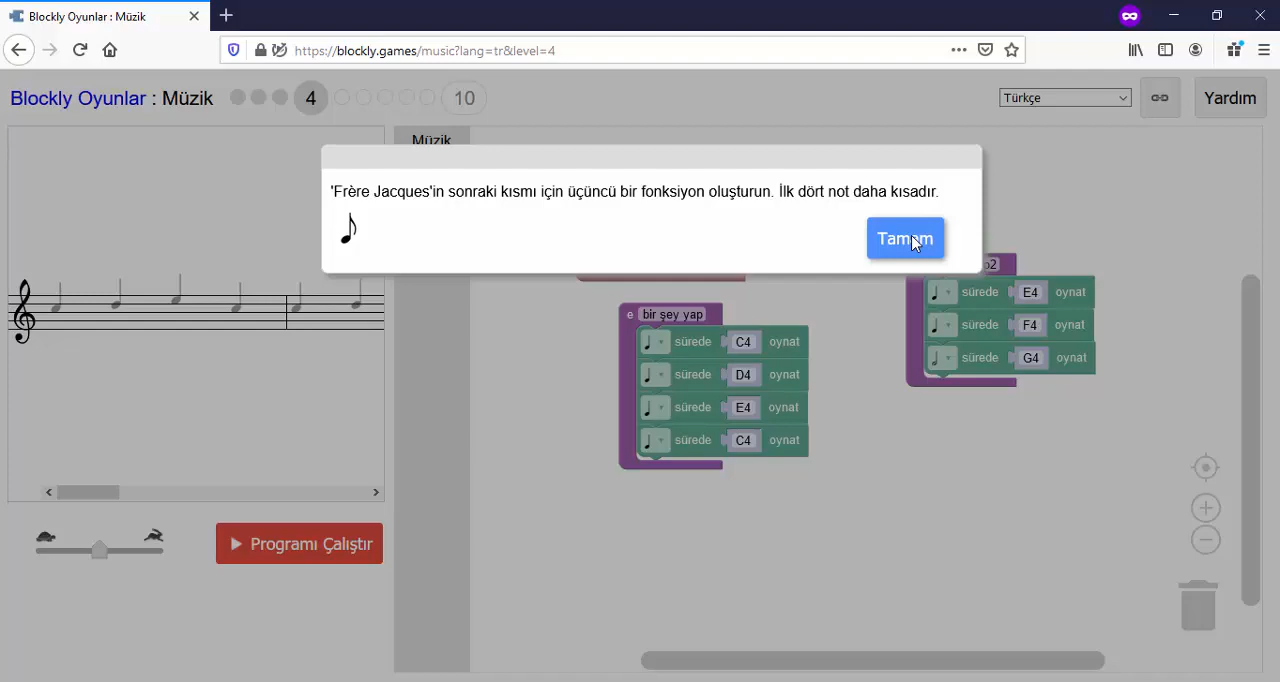 Blockly Oyunlar : Müzik
https://blockly.games/music?lang=tr&level=4
Blockly Oyunlar : Müzik
4
10
Türkçe
Yardım
Müzik
'Frère Jacques'in sonraki kısmı için üçüncü bir fonksiyon oluşturun. İlk dört not daha kısadır.
Tamam
e bir şey yap
sürede C4 oynat
sürede D4 oynat
sürede E4 oynat
sürede C4 oynat
sürede E4 oynat
sürede F4 oynat
sürede G4 oynat
Programı Çalıştır